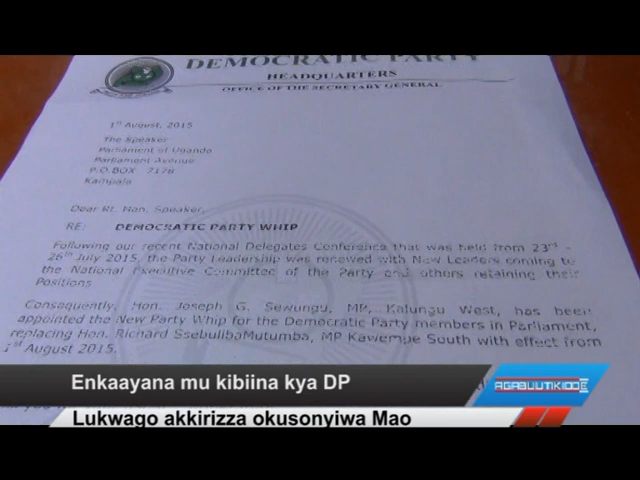 DEMOCRATIC PARTY
HEADQUARTERS
OFFICE OF THE SECRETARY GENERAL
1st August, 2015
The Speaker
Parliament of Uganda
Parliament Avenue
P.O.BOX 7178
Kampala
Dear Rt. Hon. Speaker,
RE: DEMOCRATIC PARTY WHIP
Following our recent National Delegates Conference that was held from 23rd -
26th July 2015, the Party Leadership was renewed with New Leaders coming to
the National Executive Committee of the Party and others retaining their
Positions
Consequently, Hon. Joseph G. Sewungu, MP, Kalungu West, has been
appointed the New Party Whip for the Democratic Party members in Parliament,
replacing Hon. Richard SsebulibaMutumba, MP Kawempe South with effect from
1st August 2015.
Enkaayana mu kibiina kya DP
AGABUUTIKIDDE
Lukwago akkirizza okusonyiwa Mao